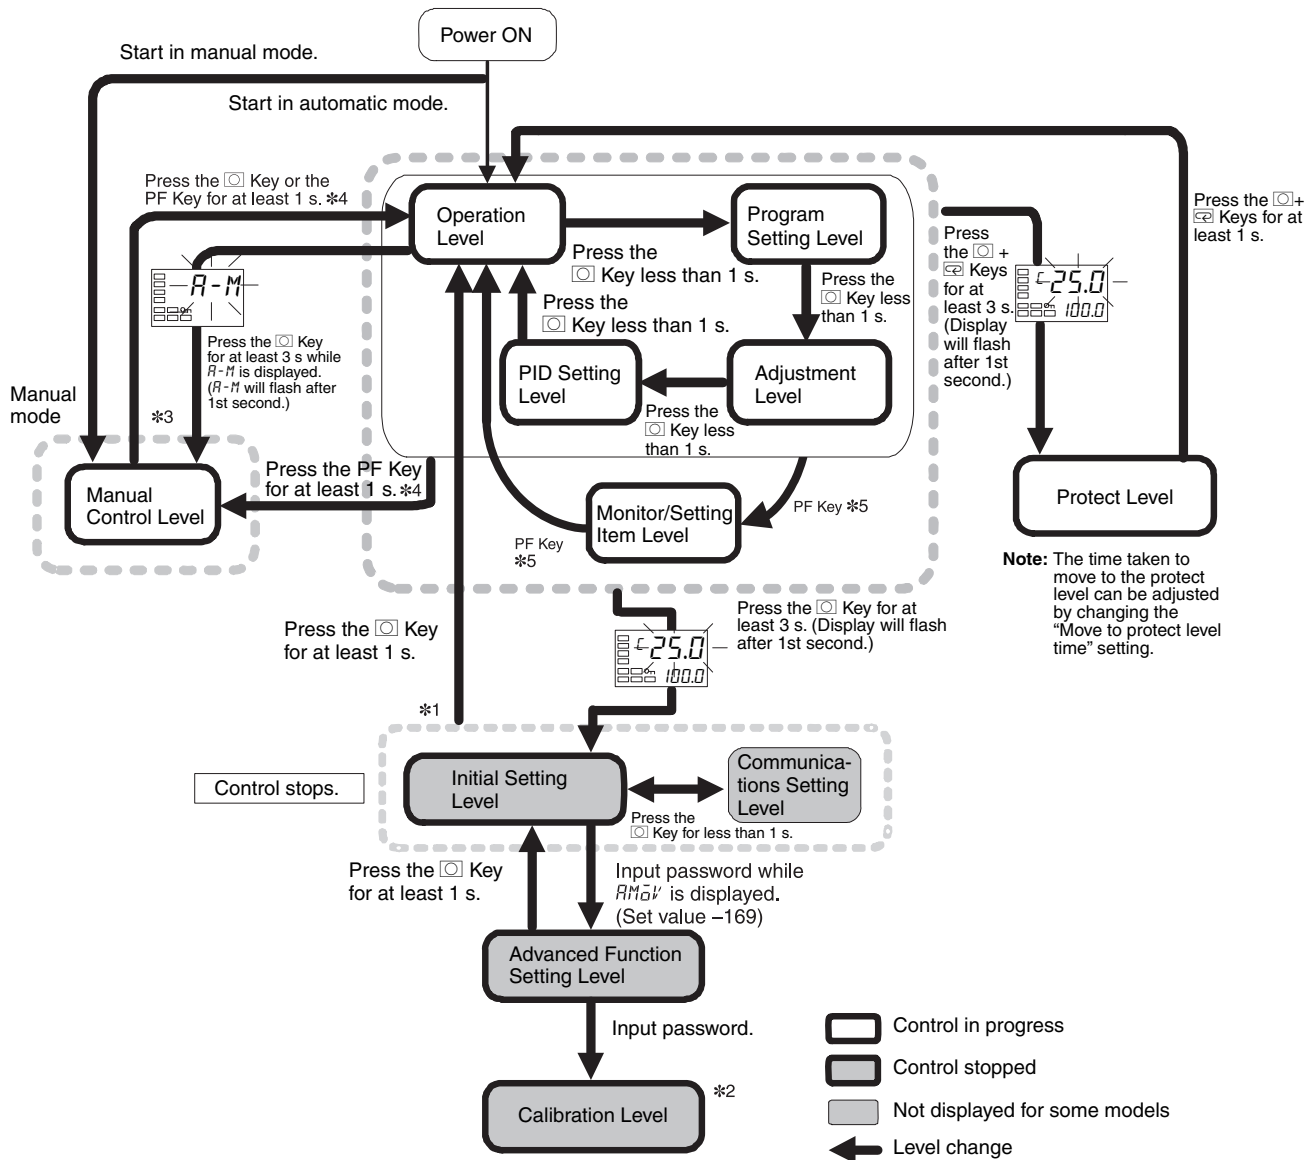 Power ON
Start in manual mode.
Start in automatic mode.
Press the Key or the
PF Key for at least 1 s. *4
Operation
Level
Program
Setting Level
Press the
Key less than 1 s.
Press the
Key less
than 1 s.
Press the
Key less than 1 s.
PID Setting
Level
Adjustment
Level
Press the
Key less
than 1 s.
A-M
Press the Key
for at least 3 s while
A-M is displayed.
(A-M will flash after
1st second.)
Manual
mode
*3
Manual
Control Level
Press the PF Key
for at least 1 s. *4
Monitor/Setting
Item Level
PF Key *5
PF Key
*5
Press
the +
Keys
for at
least 3 s.
(Display
will flash
after 1st
second.)
C 25.0
100.0
Press the +
Keys for at
least 1 s.
Protect Level
Note: The time taken to
move to the protect
level can be adjusted
by changing the
“Move to protect level
time” setting.
Press the Key
for at least 1 s.
Press the Key for at
least 3 s. (Display will flash
after 1st second.)
C 25.0
100.0
*1
Control stops.
Initial Setting
Level
Communica-
tions Setting
Level
Press the
Key for less than 1 s.
Press the Key
for at least 1 s.
Input password while
AMOV is displayed.
(Set value –169)
Advanced Function
Setting Level
Input password.
Calibration Level
*2
Control in progress
Control stopped
Not displayed for some models
Level change